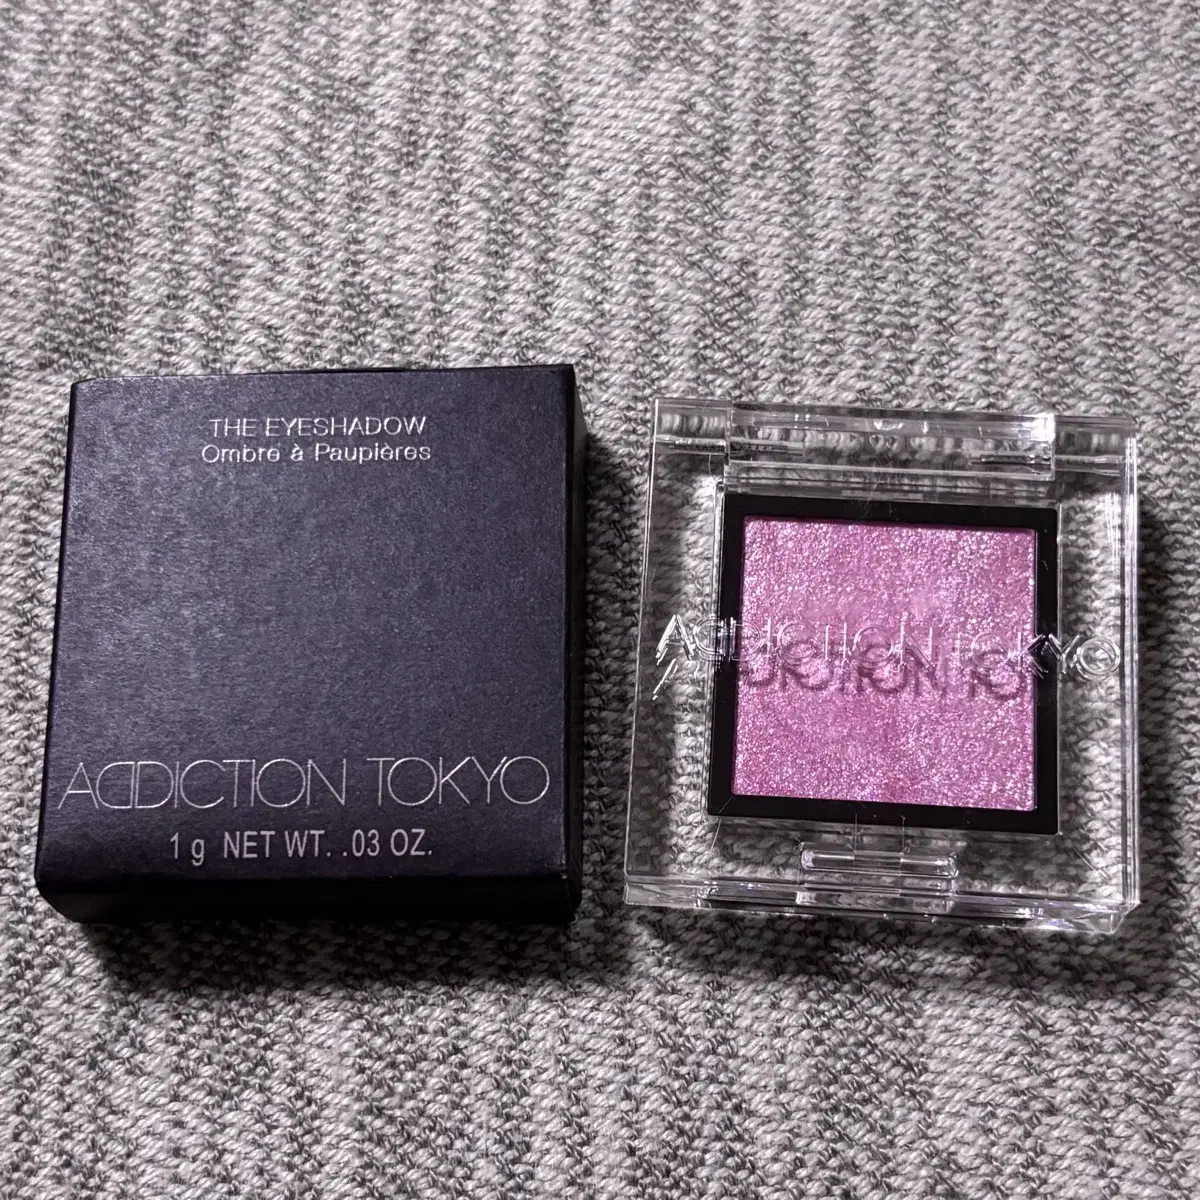 THE EYESHADOW
Ombre à Paupières
ADDICTION TOKYO
1 g NET WT. .03 OZ.
ADDICTION TOKYO